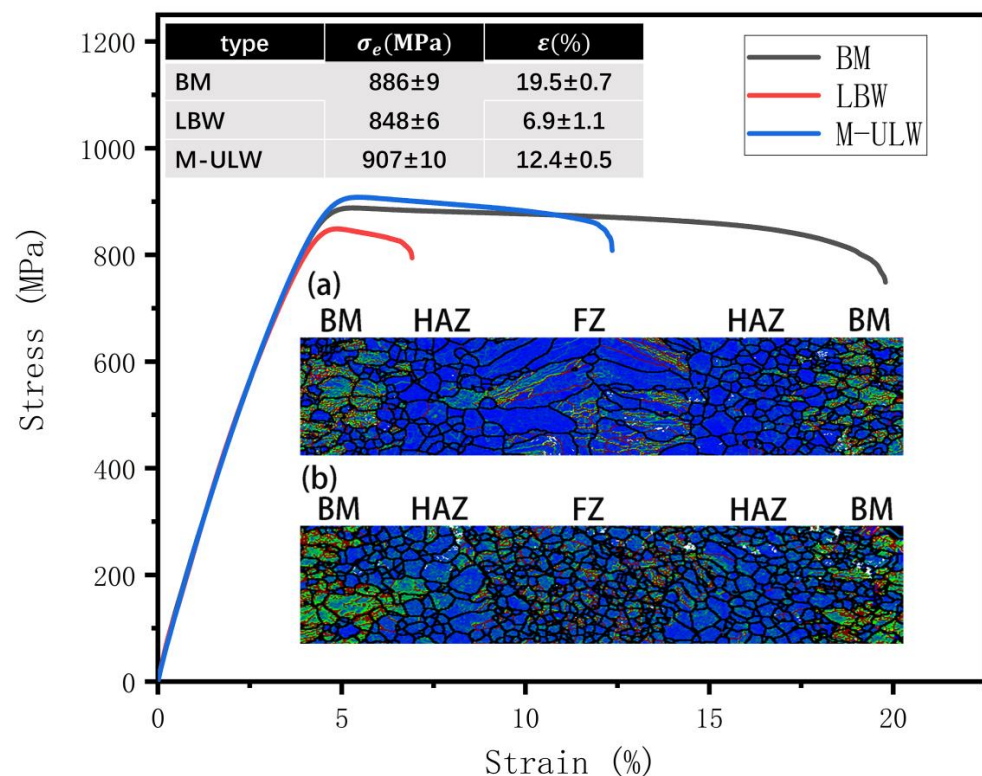 type σₑ(MPa) ε(%)
BM 886±9 19.5±0.7
LBW 848±6 6.9±1.1
M-ULW 907±10 12.4±0.5
BM
LBW
M-ULW
1200
1000
800
600
400
200
0
Stress (MPa)
(a)
BM HAZ FZ HAZ BM
(b)
BM HAZ FZ HAZ BM
0 5 10 15 20
Strain (%)